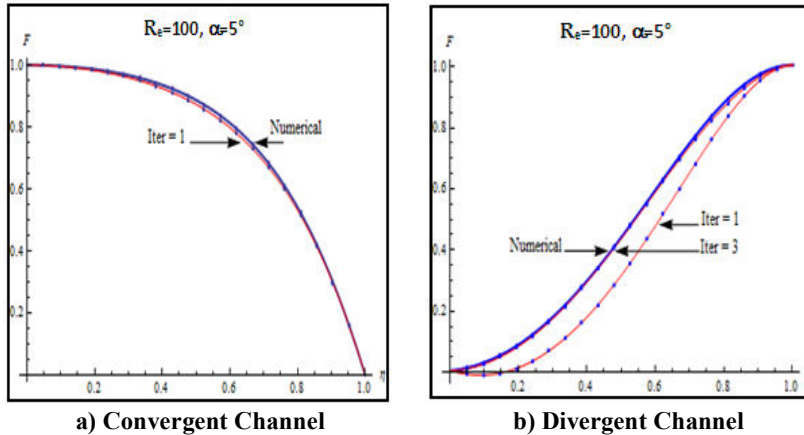 Rₑ=100, α=5°
F
1.0
0.8
0.6
0.4
0.2
Iter = 1
Numerical
0.2
0.4
0.6
0.8
1.0
η
a) Convergent Channel
Rₑ=100, α=5°
F
1.0
0.8
0.6
0.4
0.2
Iter = 1
Numerical
Iter = 3
0.2
0.4
0.6
0.8
1.0
η
b) Divergent Channel